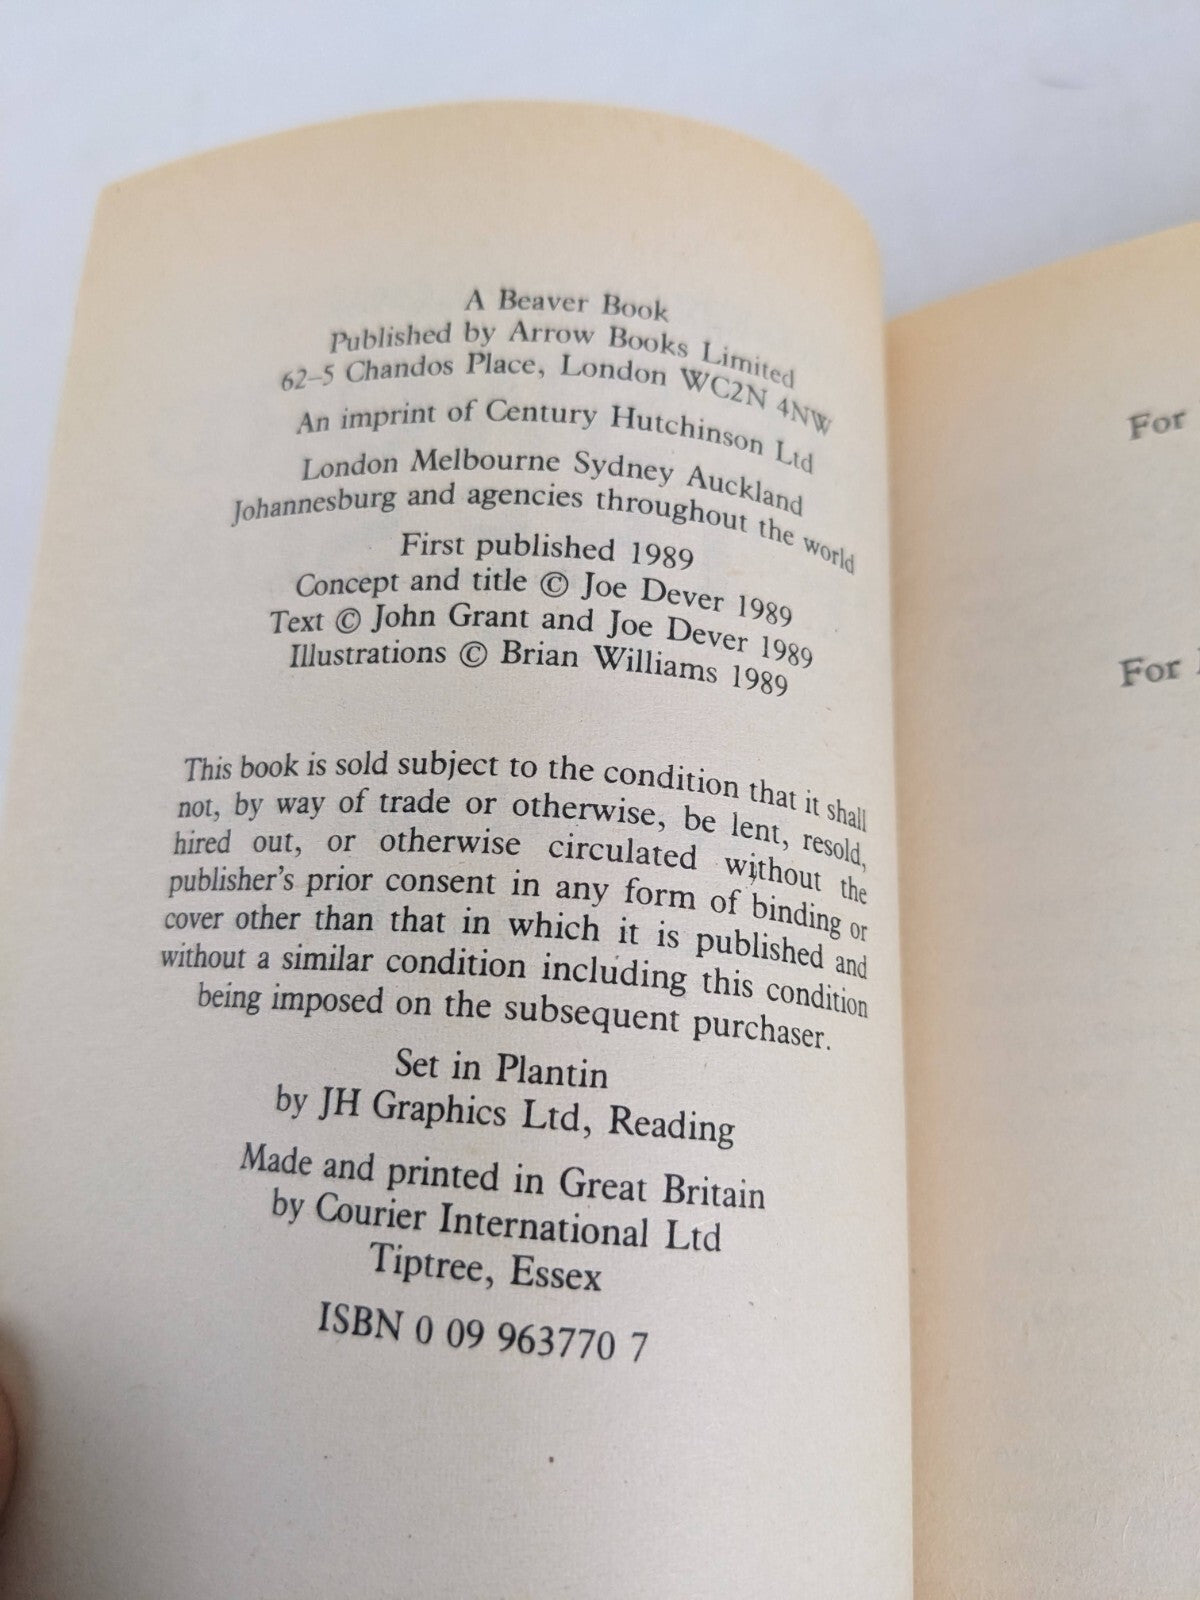 A Beaver Book
Published by Arrow Books Limited
62–5 Chandos Place, London WC2N 4NW
An imprint of Century Hutchinson Ltd
London Melbourne Sydney Auckland
Johannesburg and agencies throughout the world
First published 1989
Concept and title © Joe Dever 1989
Text © John Grant and Joe Dever 1989
Illustrations © Brian Williams 1989
This book is sold subject to the condition that it shall
not, by way of trade or otherwise, be lent, resold,
hired out, or otherwise circulated without the
publisher's prior consent in any form of binding or
cover other than that in which it is published and
without a similar condition including this condition
being imposed on the subsequent purchaser.
Set in Plantin
by JH Graphics Ltd, Reading
Made and printed in Great Britain
by Courier International Ltd
Tiptree, Essex
ISBN 0 09 963770 7
For
For